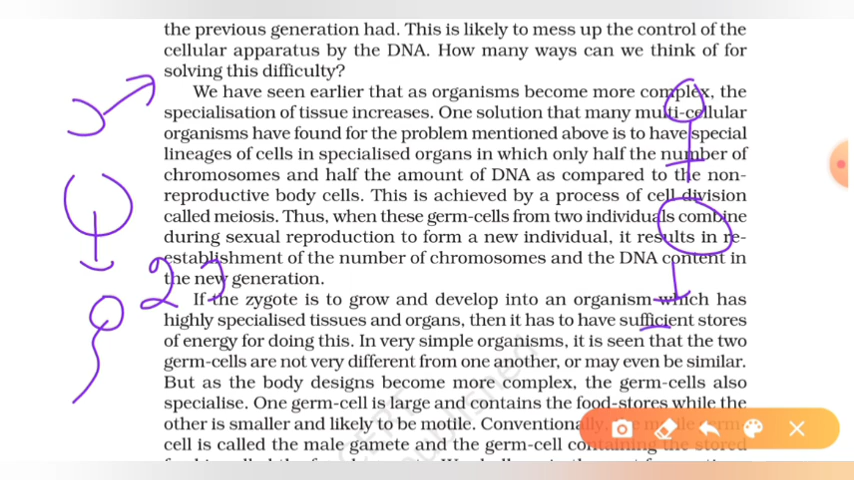 the previous generation had. This is likely to mess up the control of the
cellular apparatus by the DNA. How many ways can we think of for
solving this difficulty?
We have seen earlier that as organisms become more complex, the
specialisation of tissue increases. One solution that many multi-cellular
organisms have found for the problem mentioned above is to have special
lineages of cells in specialised organs in which only half the number of
chromosomes and half the amount of DNA as compared to the non-
reproductive body cells. This is achieved by a process of cell division
called meiosis. Thus, when these germ-cells from two individuals combine
during sexual reproduction to form a new individual, it results in re-
establishment of the number of chromosomes and the DNA content in
the new generation.
If the zygote is to grow and develop into an organism which has
highly specialised tissues and organs, then it has to have sufficient stores
of energy for doing this. In very simple organisms, it is seen that the two
germ-cells are not very different from one another, or may even be similar.
But as the body designs become more complex, the germ-cells also
specialise. One germ-cell is large and contains the food-stores while the
other is smaller and likely to be motile. Conventionally
cell is called the male gamete and the germ-cell containing the stored